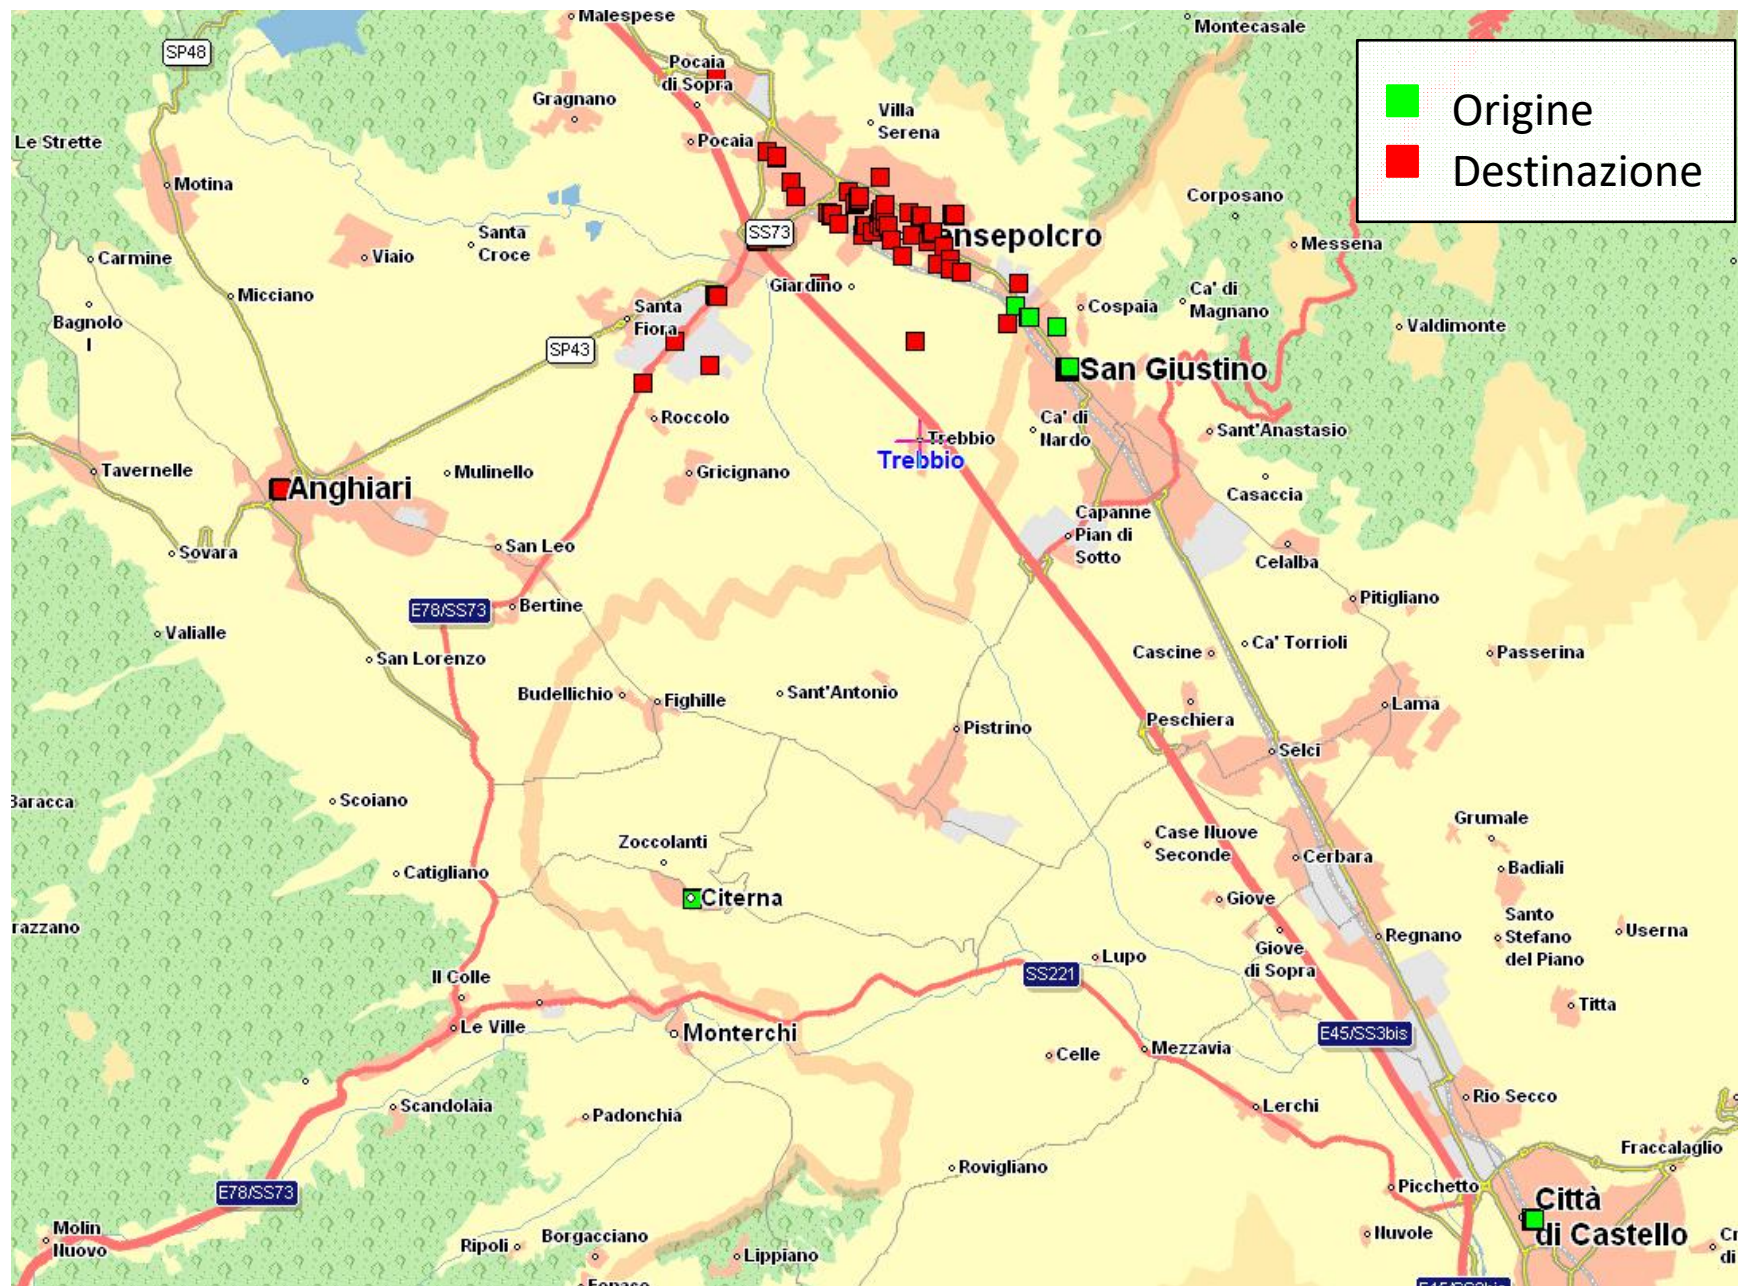 Malespese
Montecasale
SP48
Pocaia
di Sopra
Gragnano
Villa
Serena
Origine
Destinazione
Le Strette
Pocaia
Motina
Corposano
SS73
ensepolcro
Santa
Croce
Messena
Carmine
Viaio
Micciano
Giardino
Ca' di
Magnano
Cospaia
Santa
Fiora
Bagnolo
I
Valdimonte
SP43
San Giustino
Roccolo
Ca' di
Nardo
Sant'Anastasio
Trebbio
Trebbio
Tavernelle
Mulinello
Gricignano
Anghiari
Casaccia
Capanne
Pian di
Sotto
San Leo
Sovara
Celalba
E78/SS73
Bertine
Pitigliano
Valialle
Ca' Torrioli
Cascine
Passerina
San Lorenzo
Budellichio
Fighille
Sant'Antonio
Lama
Peschiera
Pistrino
Selci
Baracca
Scoiano
Grumale
Zoccolanti
Case Nuove
Seconde
Cerbara
Badiali
Catigliano
Citerna
Giove
Santo
Stefano
del Piano
razzano
Regnano
Userna
Giove
di Sopra
Lupo
Il Colle
SS221
Titta
Le Ville
Monterchi
E45/SS3bis
Mezzavia
Celle
Rio Secco
Scandolaia
Padonchia
Lerchi
Fraccalaglio
Rovigliano
E78/SS73
Picchetto
Città
di Castello
Molin
Nuovo
Ripoli
Borgacciano
Lippiano
Nuvole